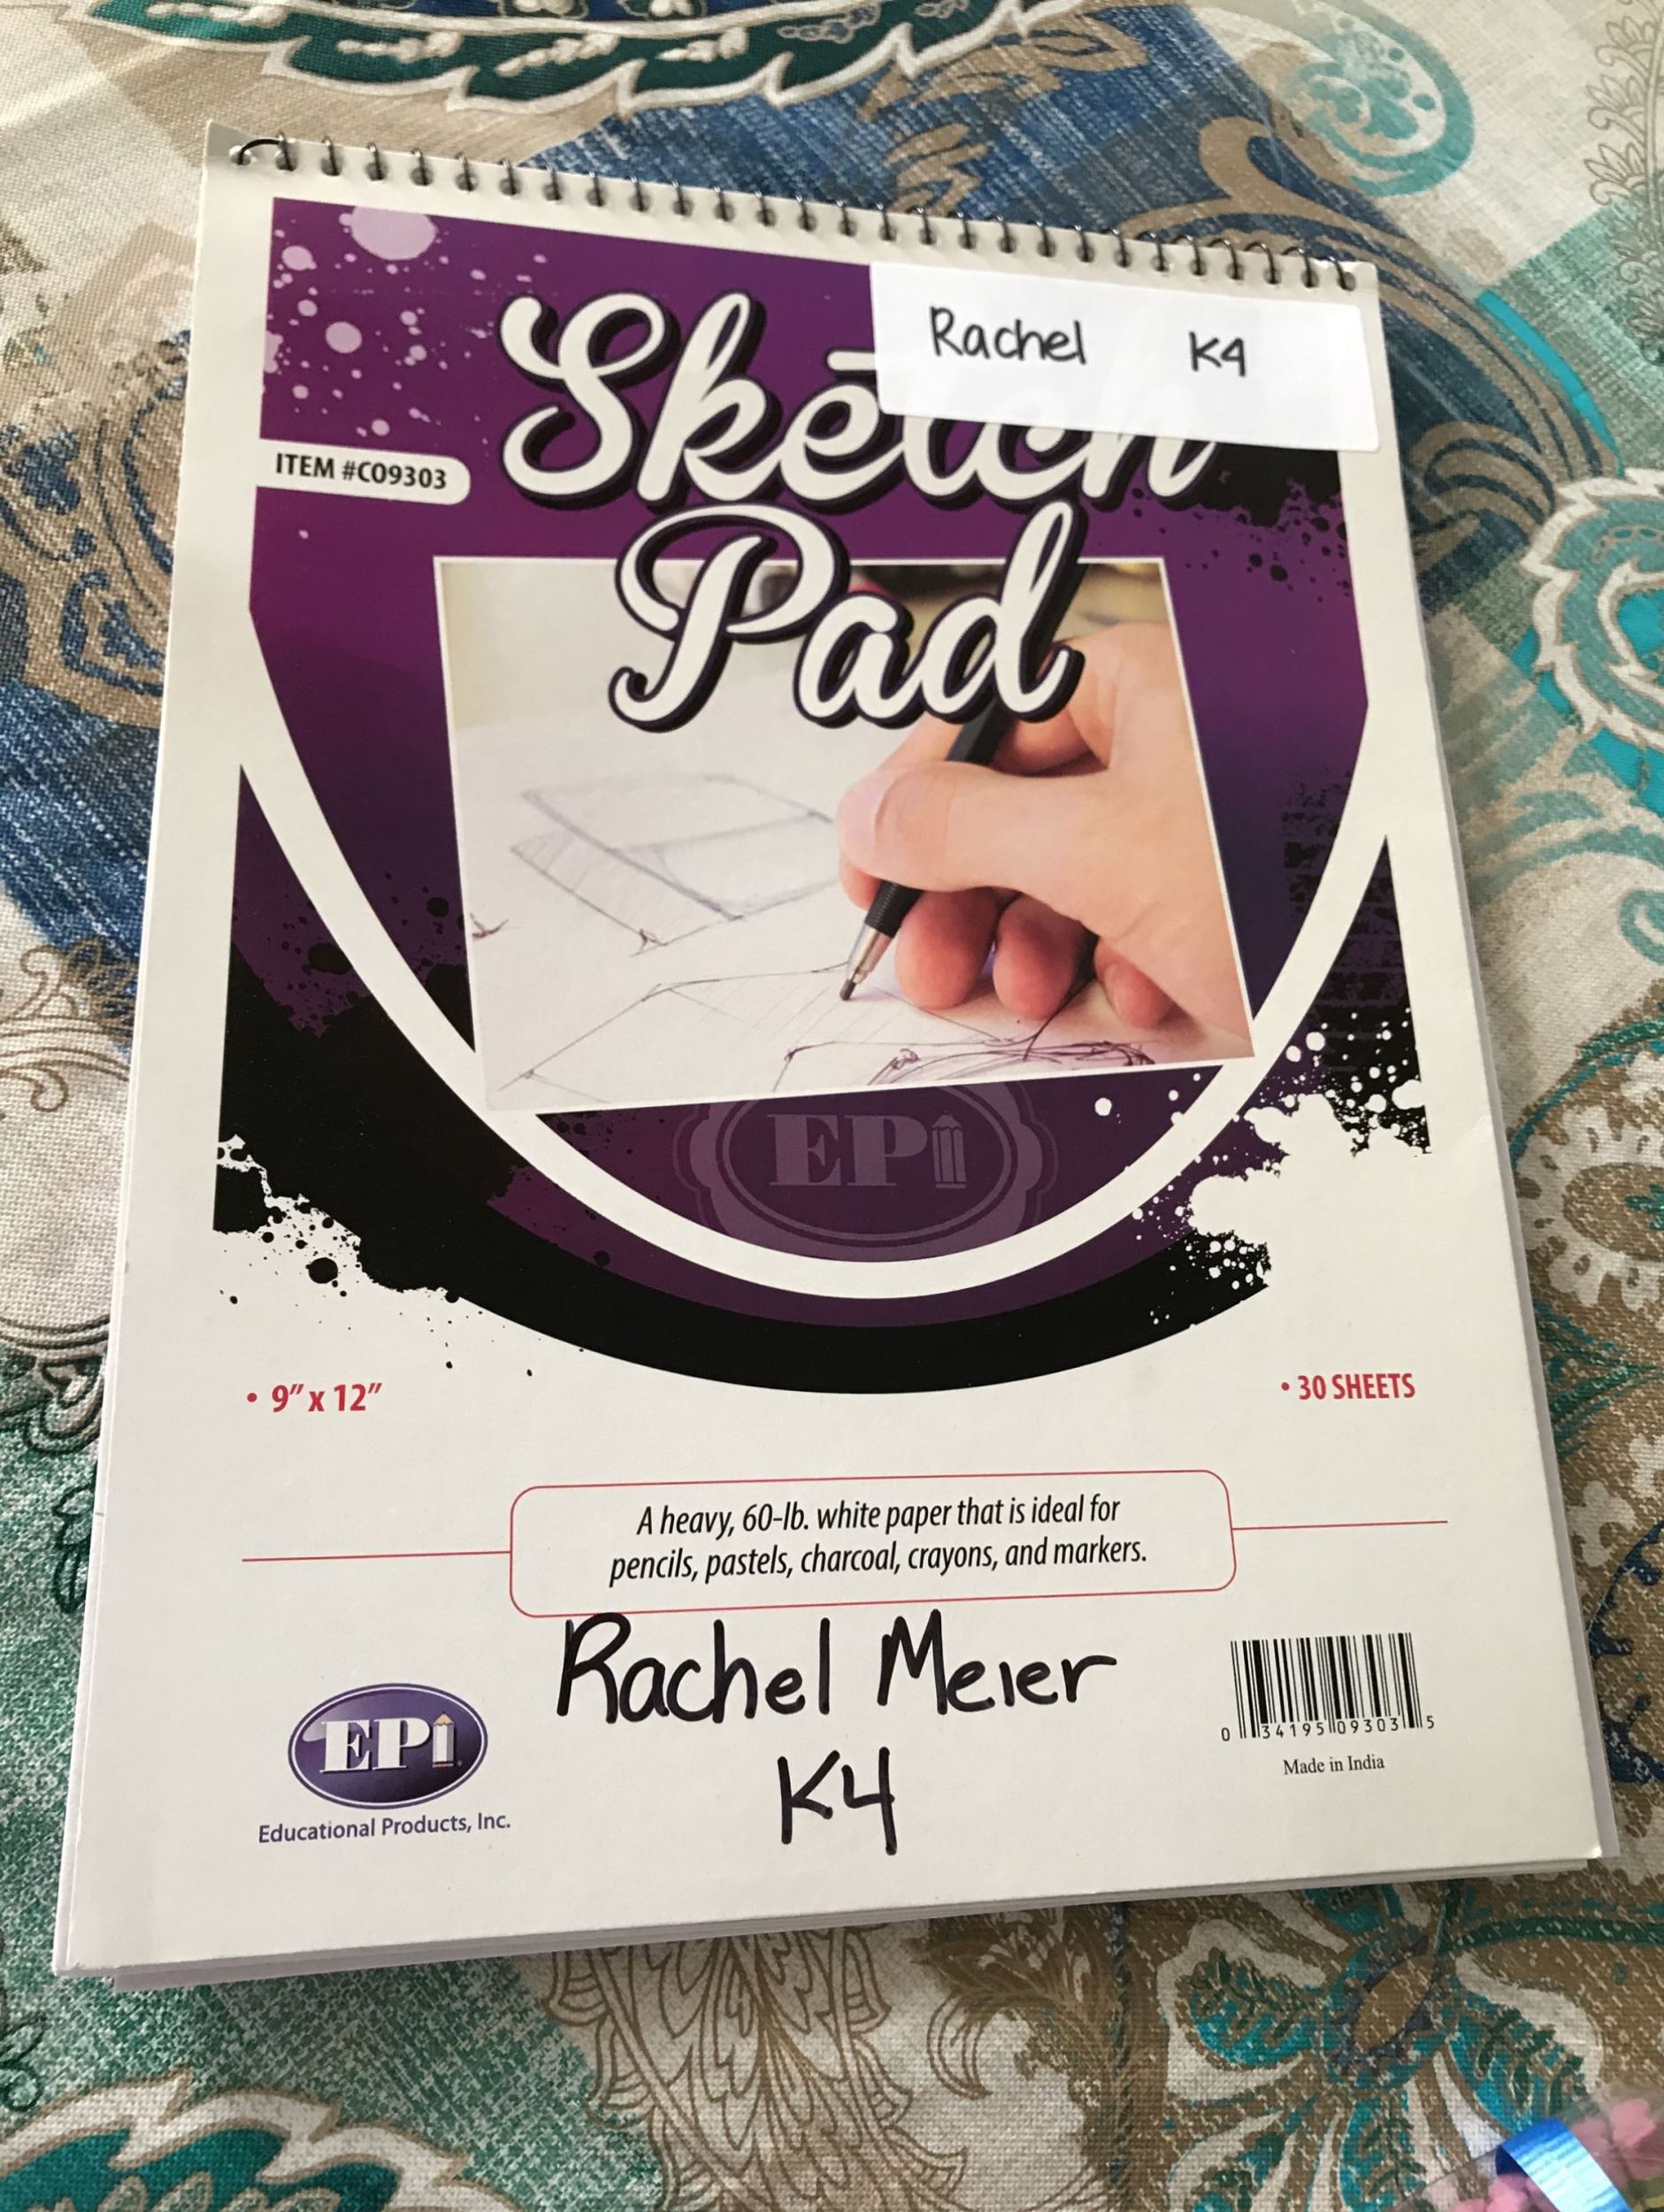 Rachel K4
Sketch
Pad
ITEM #CO9303
EPi
• 9" x 12"
• 30 SHEETS
A heavy, 60-lb. white paper that is ideal for
pencils, pastels, charcoal, crayons, and markers.
Rachel Meier
K4
EPi
Educational Products, Inc.
0 34195 09303 5
Made in India